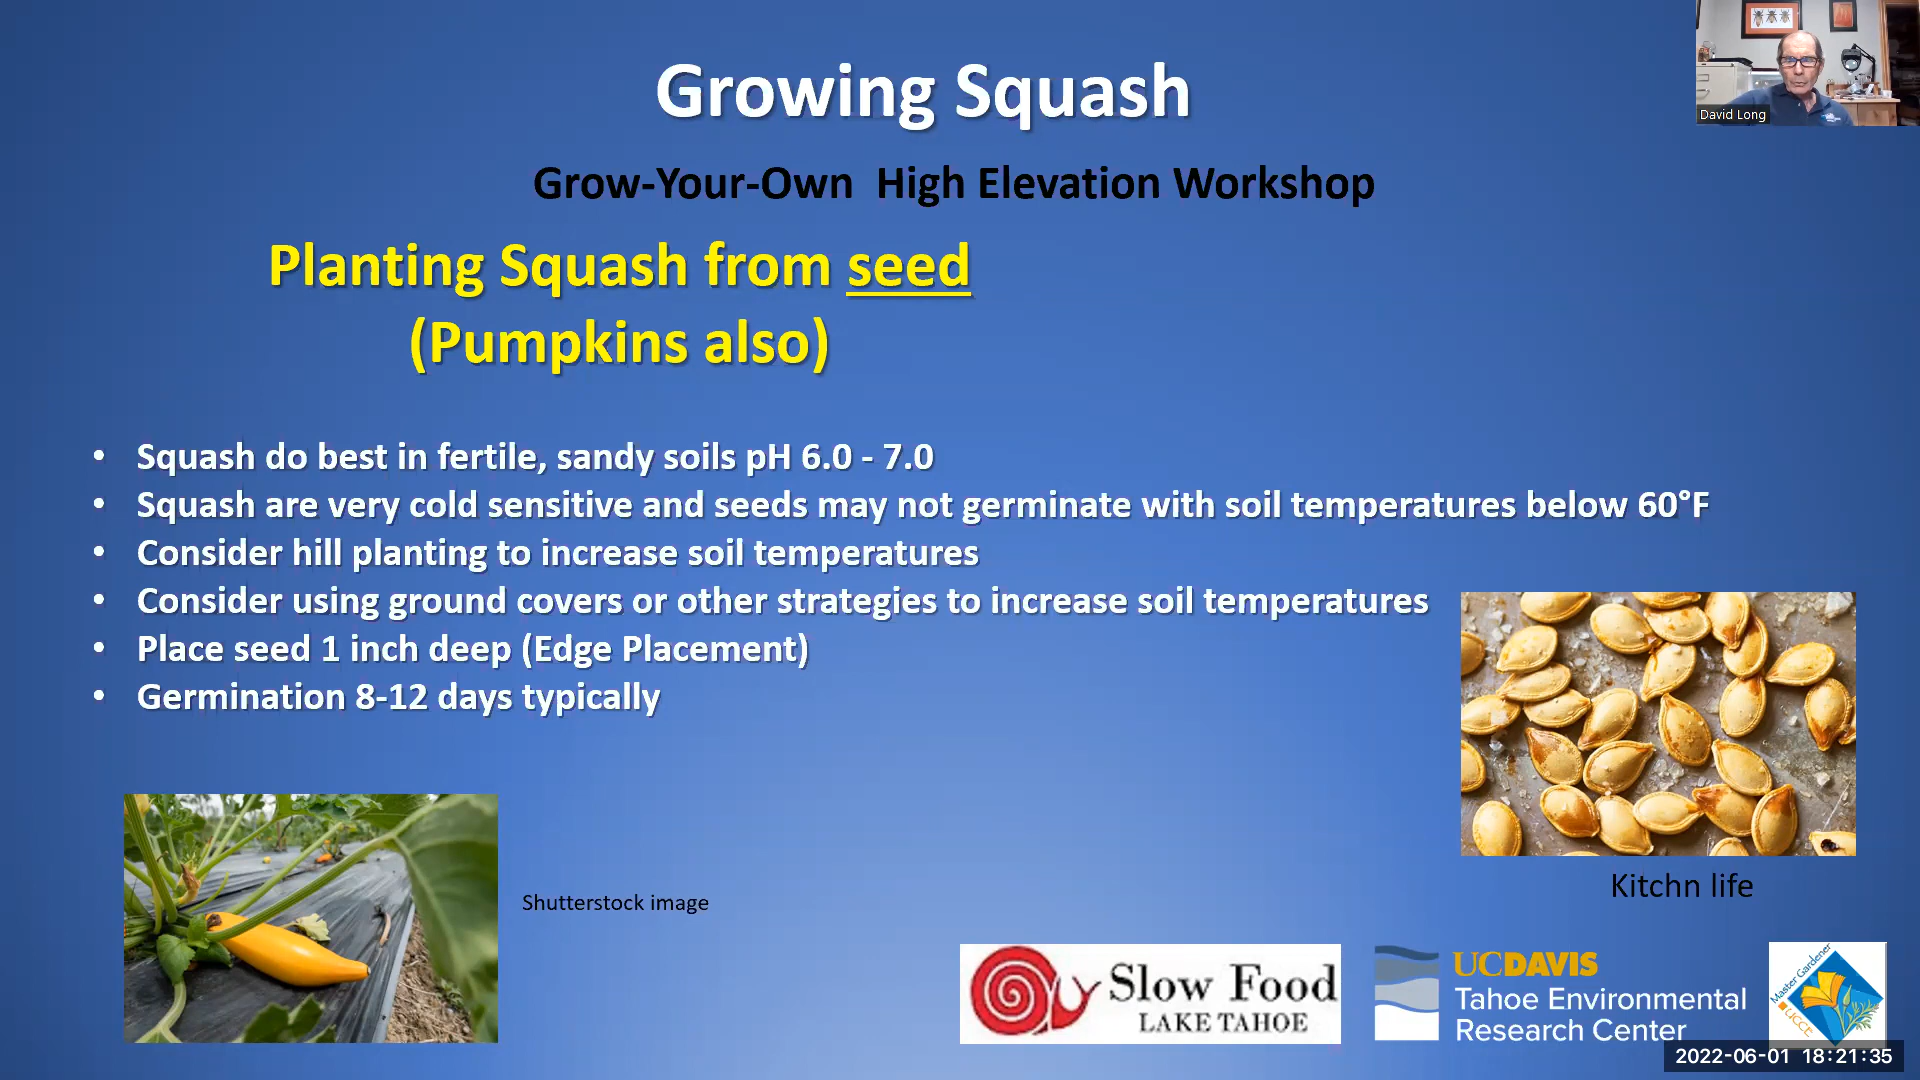 Growing Squash
David Long
Grow-Your-Own High Elevation Workshop
Planting Squash from seed
(Pumpkins also)
• Squash do best in fertile, sandy soils pH 6.0 - 7.0
• Squash are very cold sensitive and seeds may not germinate with soil temperatures below 60°F
• Consider hill planting to increase soil temperatures
• Consider using ground covers or other strategies to increase soil temperatures
• Place seed 1 inch deep (Edge Placement)
• Germination 8-12 days typically
Kitchn life
Shutterstock image
Slow Food
LAKE TAHOE
UCDAVIS
Tahoe Environmental
Research Center
Master Gardener
UCCE
2022-06-01 18:21:35